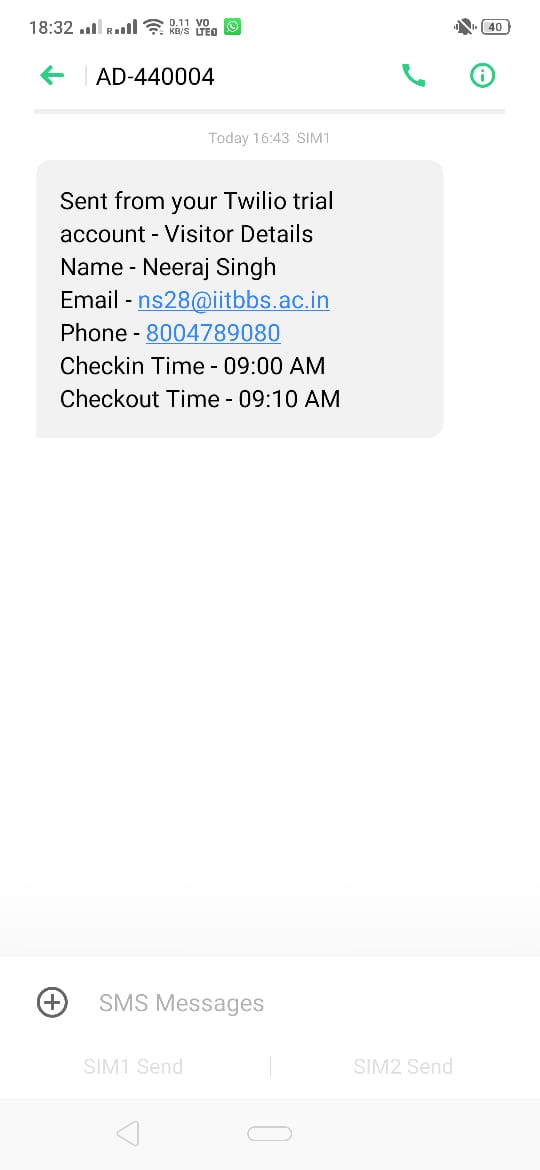 18:32 R 0.11 KB/S VO LTE 40
AD-440004
Today 16:43 SIM1
Sent from your Twilio trial
account - Visitor Details
Name - Neeraj Singh
Email - ns28@iitbbs.ac.in
Phone - 8004789080
Checkin Time - 09:00 AM
Checkout Time - 09:10 AM
SMS Messages
SIM1 Send | SIM2 Send